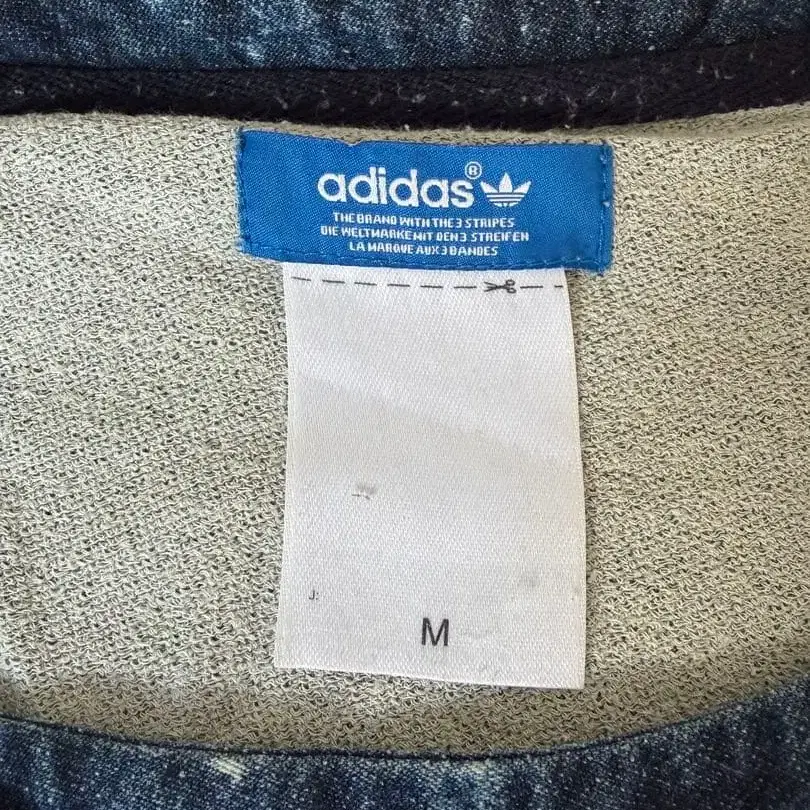 adidas®
THE BRAND WITH THE 3 STRIPES
DIE WELTMARKE MIT DEN 3 STREIFEN
LA MARQUE AUX 3 BANDES
J:
M